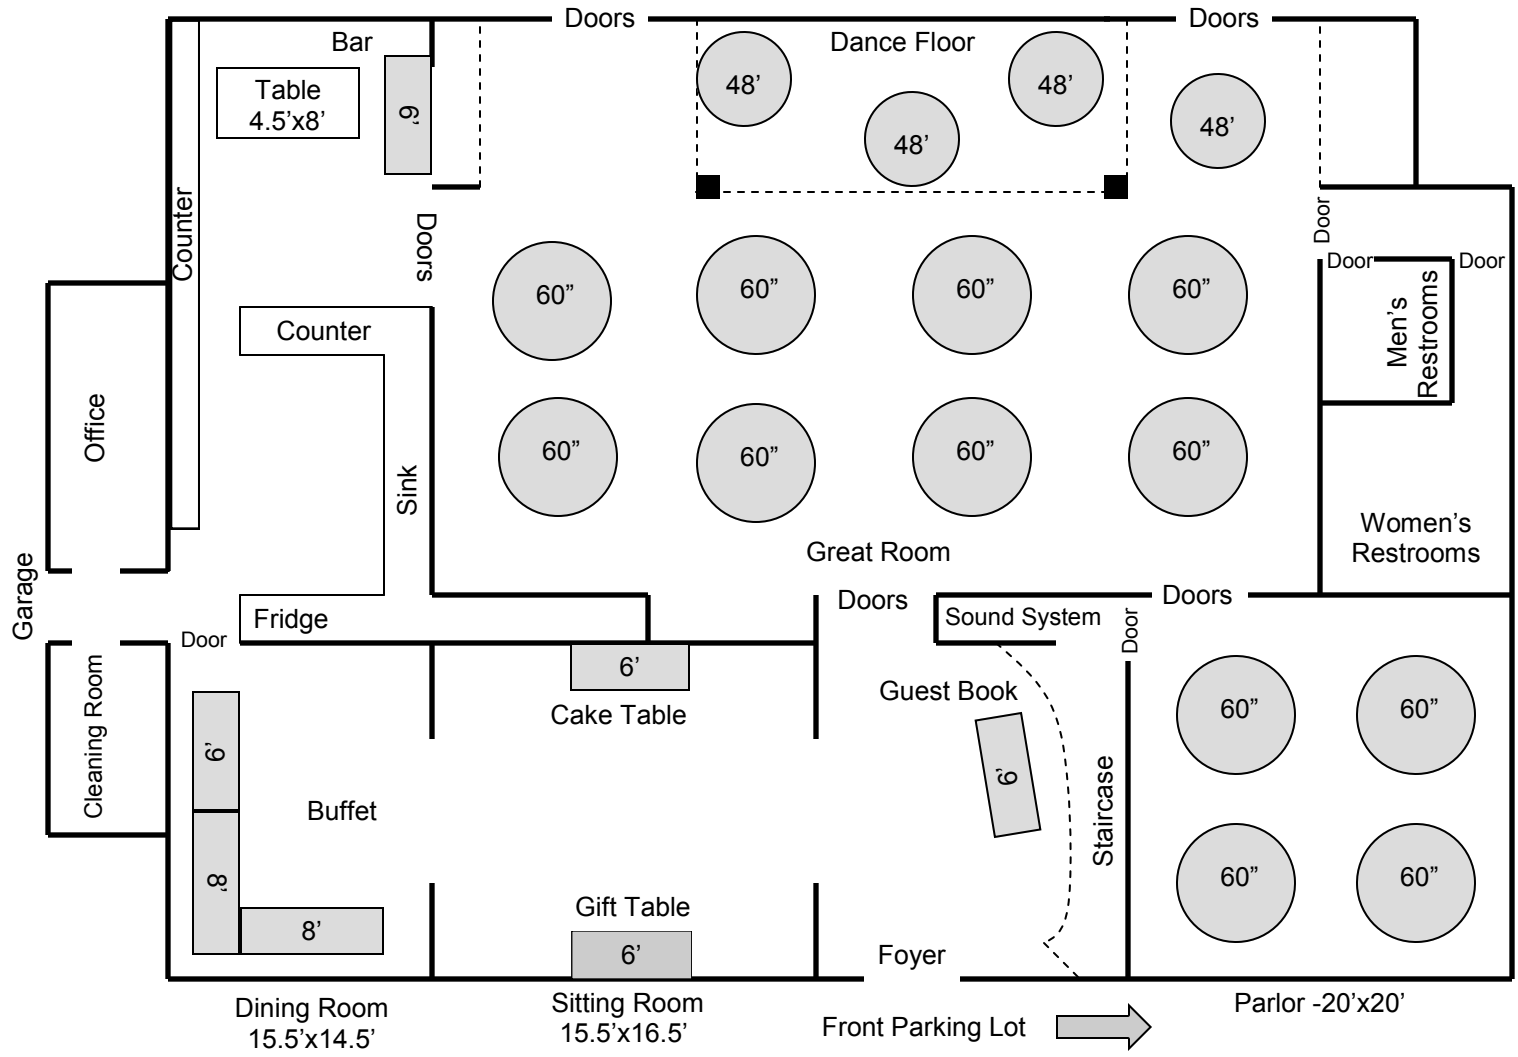 Doors
Doors
Bar
Dance Floor
Table
4.5’x8’
6’
48’
48’
48’
48’
Counter
Doors
Door
Door
Door
60”
60”
60”
60”
Counter
Men’s
Restrooms
Office
Sink
60”
60”
60”
60”
Women’s
Restrooms
Great Room
Garage
Doors
Doors
Fridge
Sound System
Door
Door
6’
Cake Table
Guest Book
60”
60”
Cleaning Room
6’
6’
Buffet
Staircase
8’
60”
60”
Gift Table
8’
6’
Foyer
Dining Room
15.5’x14.5’
Sitting Room
15.5’x16.5’
Front Parking Lot
Parlor -20’x20’